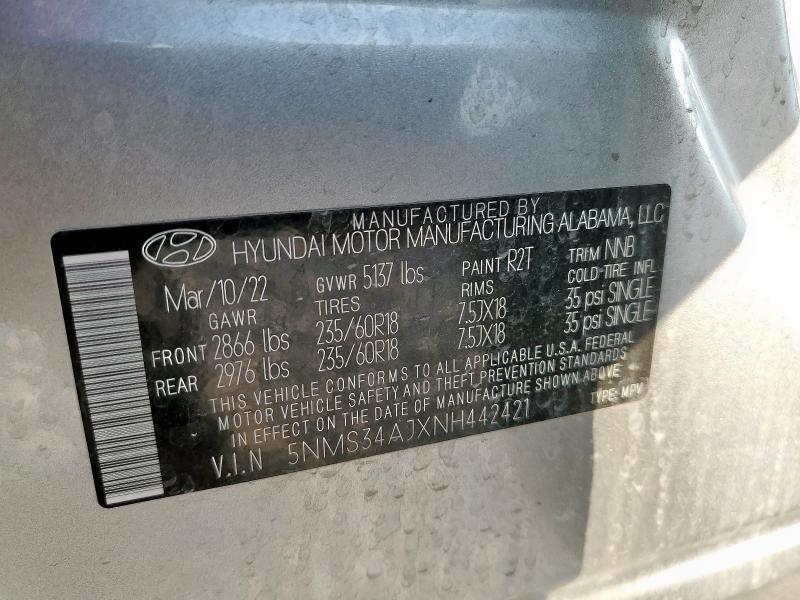 MANUFACTURED BY
HYUNDAI MOTOR MANUFACTURING ALABAMA, LLC
Mar/10/22 GVWR 5137 lbs PAINT R2T TRIM NNB
GAWR TIRES RIMS COLD TIRE INFL
FRONT 2866 lbs 235/60R18 7.5JX18 35 psi SINGLE
REAR 2976 lbs 235/60R18 7.5JX18 35 psi SINGLE
THIS VEHICLE CONFORMS TO ALL APPLICABLE U.S.A. FEDERAL
MOTOR VEHICLE SAFETY AND THEFT PREVENTION STANDARDS
IN EFFECT ON THE DATE OF MANUFACTURE SHOWN ABOVE
V.I.N 5NMS34AJXNH442421 TYPE: MPV